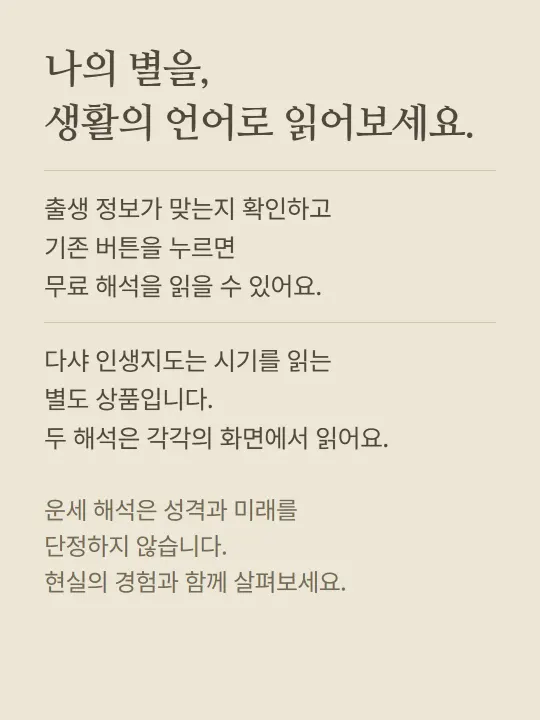 나의 별을,
생활의 언어로 읽어보세요.
출생 정보가 맞는지 확인하고
기존 버튼을 누르면
무료 해석을 읽을 수 있어요.
다샤 인생지도는 시기를 읽는
별도 상품입니다.
두 해석은 각각의 화면에서 읽어요.
운세 해석은 성격과 미래를
단정하지 않습니다.
현실의 경험과 함께 살펴보세요.